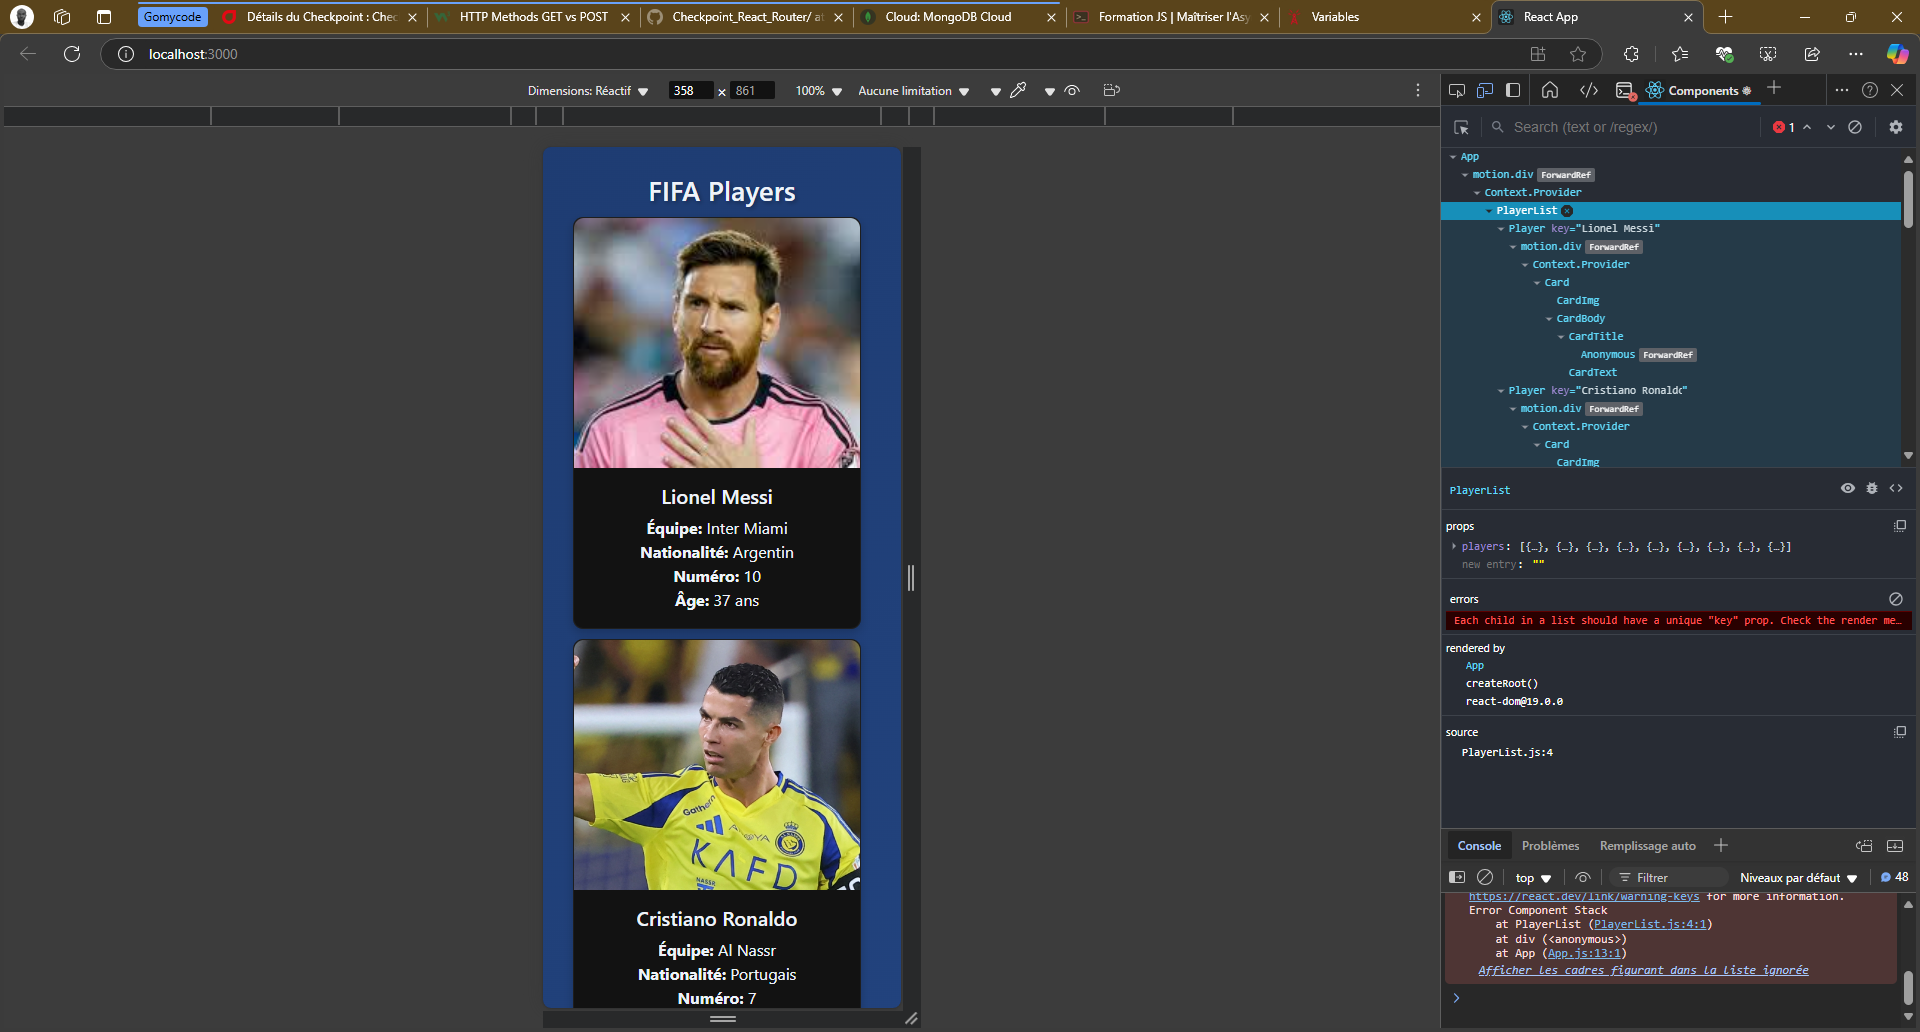 Gomycode
Détails du Checkpoint : Chec
HTTP Methods GET vs POST
Checkpoint_React_Router/ at
Cloud: MongoDB Cloud
Formation JS | Maîtriser l'Asy
Variables
React App
localhost:3000
Dimensions: Réactif
358 x 861
100%
Aucune limitation
Components
Search (text or /regex/)
1
FIFA Players
Lionel Messi
Équipe: Inter Miami
Nationalité: Argentin
Numéro: 10
Âge: 37 ans
KAFD
NASSR
Cristiano Ronaldo
Équipe: Al Nassr
Nationalité: Portugais
Numéro: 7
App
motion.div ForwardRef
Context.Provider
PlayerList
Player key="Lionel Messi"
motion.div ForwardRef
Context.Provider
Card
CardImg
CardBody
CardTitle
Anonymous ForwardRef
CardText
Player key="Cristiano Ronaldo"
motion.div ForwardRef
Context.Provider
Card
CardImg
PlayerList
props
players: [{…}, {…}, {…}, {…}, {…}, {…}, {…}, {…}, {…}]
new entry: ""
errors
Each child in a list should have a unique "key" prop. Check the render me…
rendered by
App
createRoot()
react-dom@19.0.0
source
PlayerList.js:4
Console
Problèmes
Remplissage auto
top
Filtrer
Niveaux par défaut
48
https://react.dev/link/warning-keys for more information.
Error Component Stack
at PlayerList (PlayerList.js:4:1)
at div (<anonymous>)
at App (App.js:13:1)
Afficher les cadres figurant dans la liste ignorée